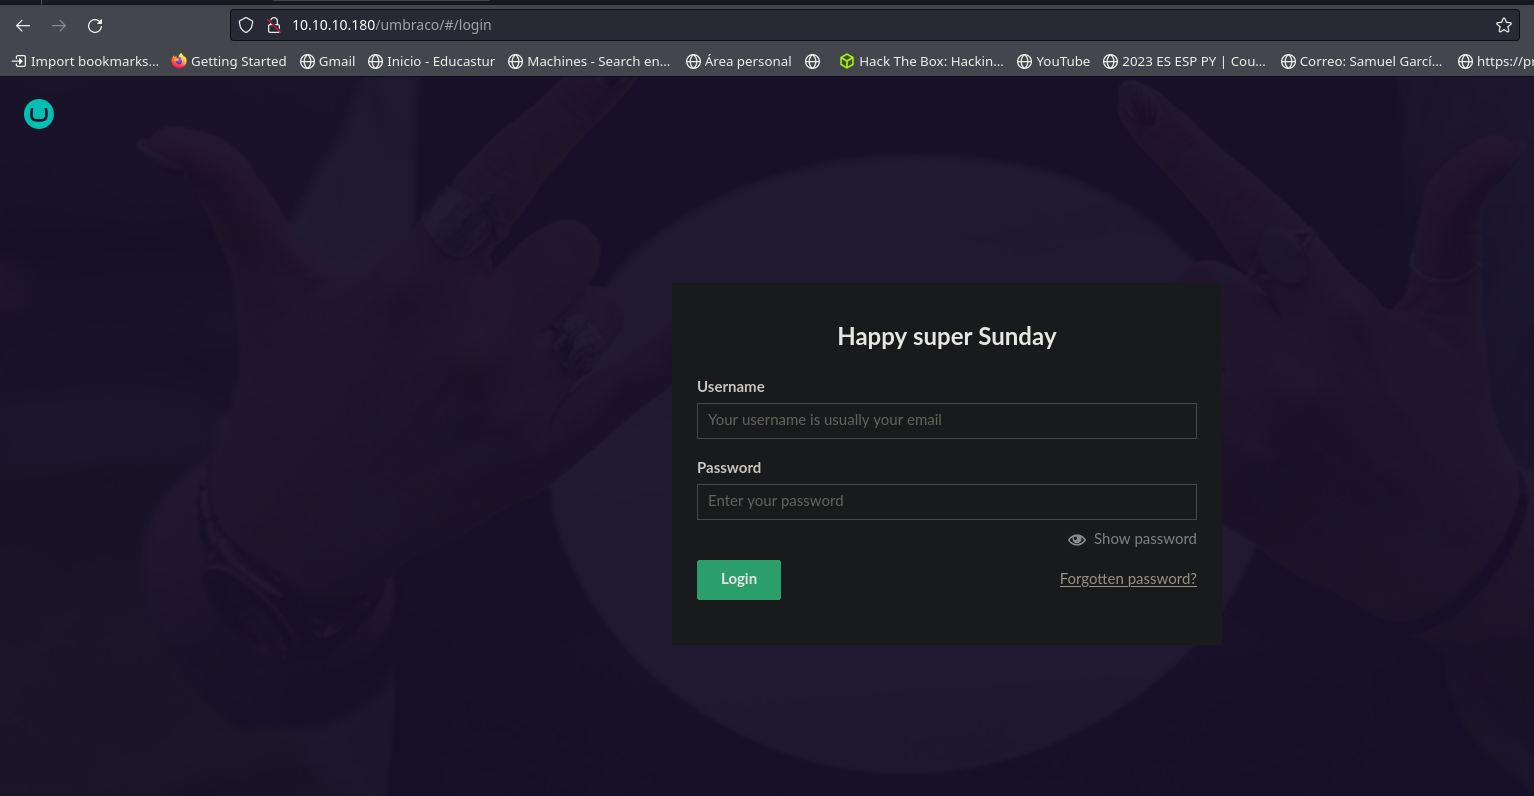 10.10.10.180/umbraco/#/login
Import bookmarks... Getting Started Gmail Inicio - Educastur Machines - Search en... Área personal Hack The Box: Hackin... YouTube 2023 ES ESP PY | Cou... Correo: Samuel Garcí... https://pr
Happy super Sunday
Username
Your username is usually your email
Password
Enter your password
Show password
Login Forgotten password?